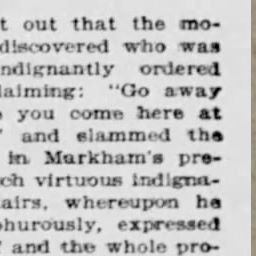 t out that the mo-
discovered who was
ndignantly ordered
laiming: "Go away
you come here at
and slammed the
in Markham's pre-
ch virtuous indigna-
airs, whereupon he
phurously, expressed
' and the whole pro-